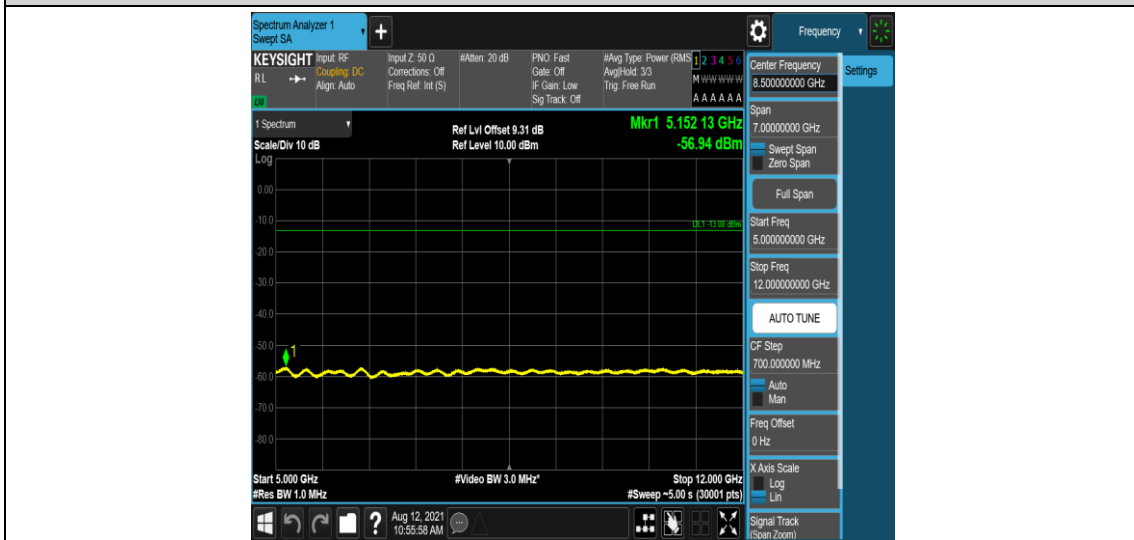 Spectrum Analyzer 1
Swept SA
+
Frequency
KEYSIGHT
RL
LXI
Input: RF
Coupling: DC
Align: Auto
Input Z: 50 Ω
Corrections: Off
Freq Ref: Int (S)
#Atten: 20 dB
PNO: Fast
Gate: Off
IF Gain: Low
Sig Track: Off
#Avg Type: Power (RMS
Avg|Hold: 3/3
Trig: Free Run
1 2 3 4 5 6
M W W W W W
A A A A A A
1 Spectrum
Scale/Div 10 dB
Ref Lvl Offset 9.31 dB
Ref Level 10.00 dBm
Mkr1 5.152 13 GHz
-56.94 dBm
Log
0.00
-10.0
DL1 -13.00 dBm
-20.0
-30.0
-40.0
-50.0
1
-60.0
-70.0
-80.0
Start 5.000 GHz
#Res BW 1.0 MHz
#Video BW 3.0 MHz*
Stop 12.000 GHz
#Sweep ~5.00 s (30001 pts)
?
Aug 12, 2021
10:55:58 AM
Center Frequency
8.500000000 GHz
Settings
Span
7.00000000 GHz
Swept Span
Zero Span
Full Span
Start Freq
5.000000000 GHz
Stop Freq
12.000000000 GHz
AUTO TUNE
CF Step
700.000000 MHz
Auto
Man
Freq Offset
0 Hz
X Axis Scale
Log
Lin
Signal Track
(Span Zoom)